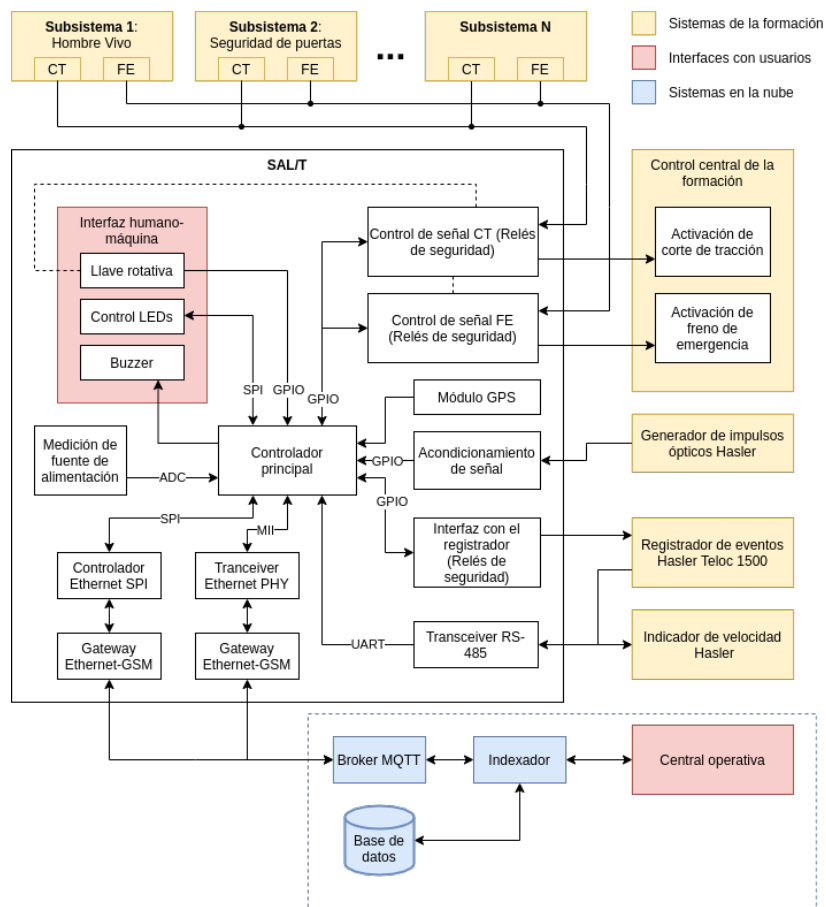 Subsistema 1:
Hombre Vivo
CT
FE
Subsistema 2:
Seguridad de puertas
CT
FE
...
Subsistema N
CT
FE
Sistemas de la formación
Interfaces con usuarios
Sistemas en la nube
SAL/T
Interfaz humano-
máquina
Llave rotativa
Control LEDs
Buzzer
Control de señal CT (Relés
de seguridad)
Control de señal FE
(Relés de seguridad)
Control central de la
formación
Activación de
corte de tracción
Activación de
freno de
emergencia
SPI
GPIO
GPIO
Módulo GPS
Medición de
fuente de
alimentación
ADC
Controlador
principal
GPIO
Acondicionamiento
de señal
Generador de impulsos
ópticos Hasler
GPIO
SPI
MII
Interfaz con el
registrador
(Relés de
seguridad)
Registrador de eventos
Hasler Teloc 1500
Controlador
Ethernet SPI
Tranceiver
Ethernet PHY
UART
Transceiver RS-
485
Indicador de velocidad
Hasler
Gateway
Ethernet-GSM
Gateway
Ethernet-GSM
Broker MQTT
Indexador
Central operativa
Base de
datos